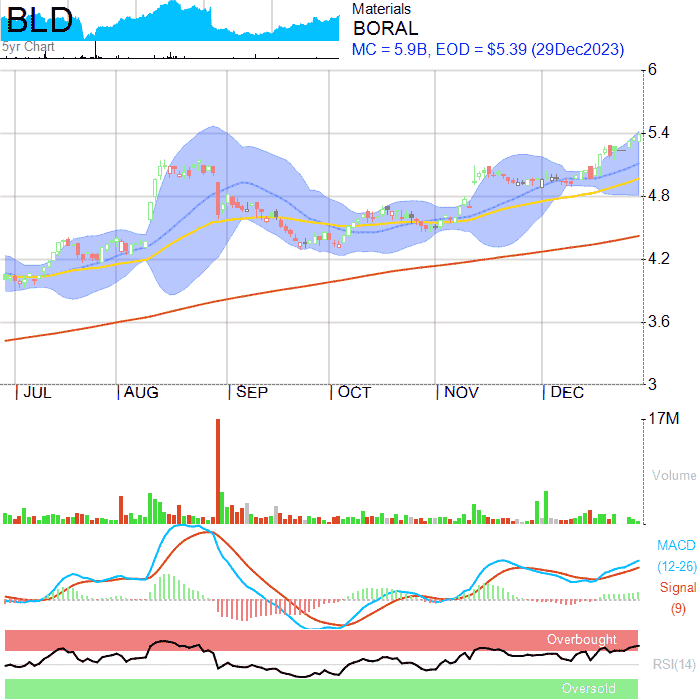 BLD
5yr Chart
Materials
BORAL
MC = 5.9B, EOD = $5.39 (29Dec2023)
6
5.4
4.8
4.2
3.6
3
JUL AUG SEP OCT NOV DEC
17M
Volume
MACD
(12-26)
Signal
(9)
Overbought
RSI(14)
Oversold